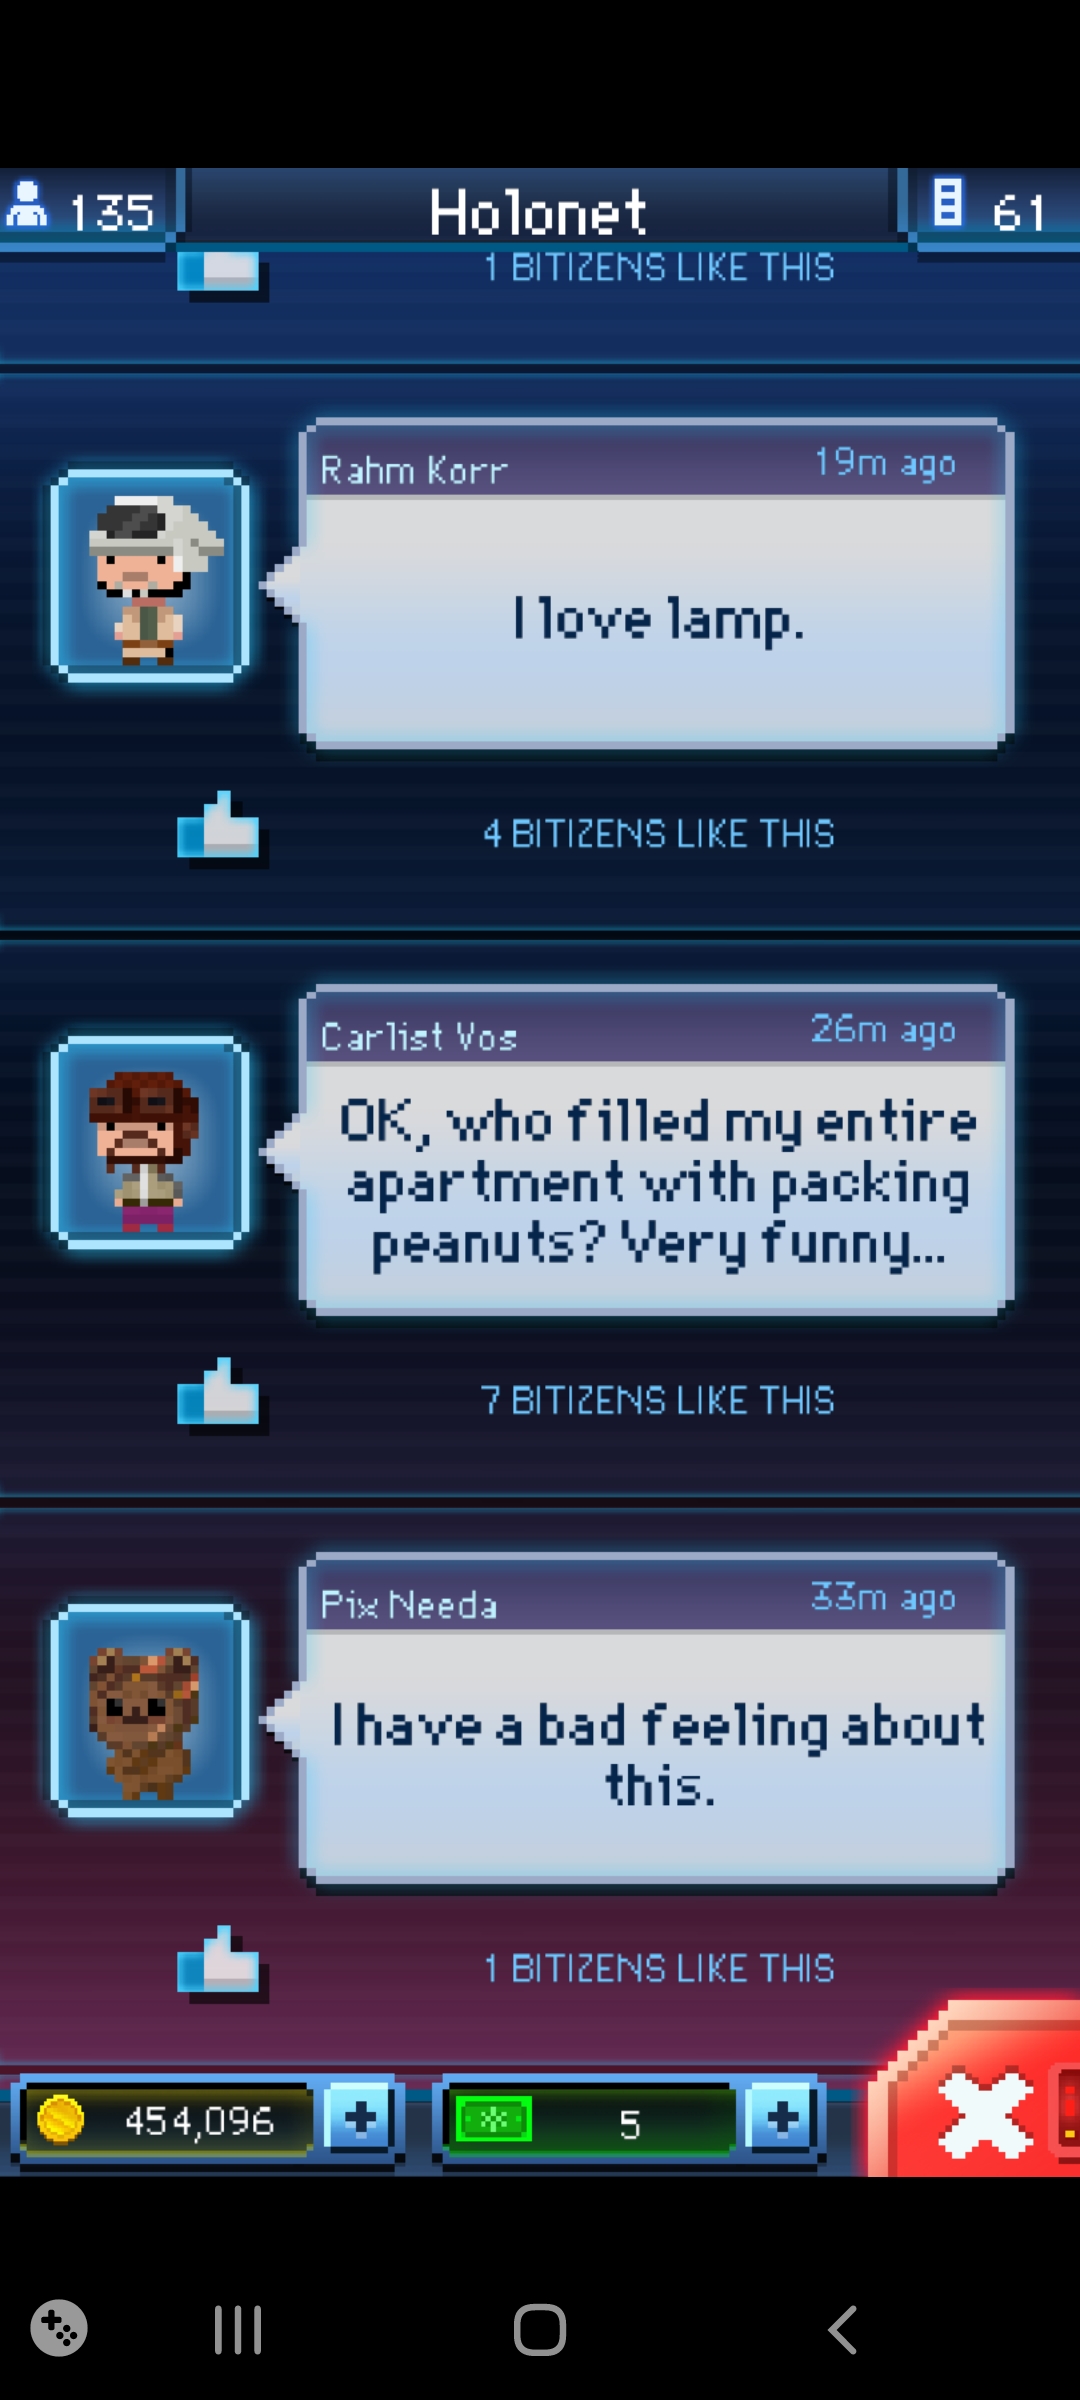 135 Holonet 61
1 BITIZENS LIKE THIS
Rahm Korr 19m ago
I love lamp.
4 BITIZENS LIKE THIS
Carlist Vos 26m ago
OK, who filled my entire
apartment with packing
peanuts? Very funny...
7 BITIZENS LIKE THIS
Pix Needa 33m ago
I have a bad feeling about
this.
1 BITIZENS LIKE THIS
454,096 + 5 +